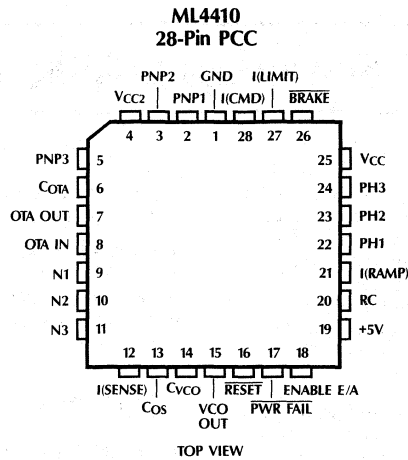 ML4410
28-Pin PCC
PNP2 GND I(LIMIT)
VCC2 PNP1 I(CMD) BRAKE
4 3 2 1 28 27 26
PNP3 5 25 VCC
COTA 6 24 PH3
OTA OUT 7 23 PH2
OTA IN 8 22 PH1
N1 9 21 I(RAMP)
N2 10 20 RC
N3 11 19 +5V
12 13 14 15 16 17 18
I(SENSE) CVCO RESET ENABLE E/A
COS VCO PWR FAIL
OUT
TOP VIEW